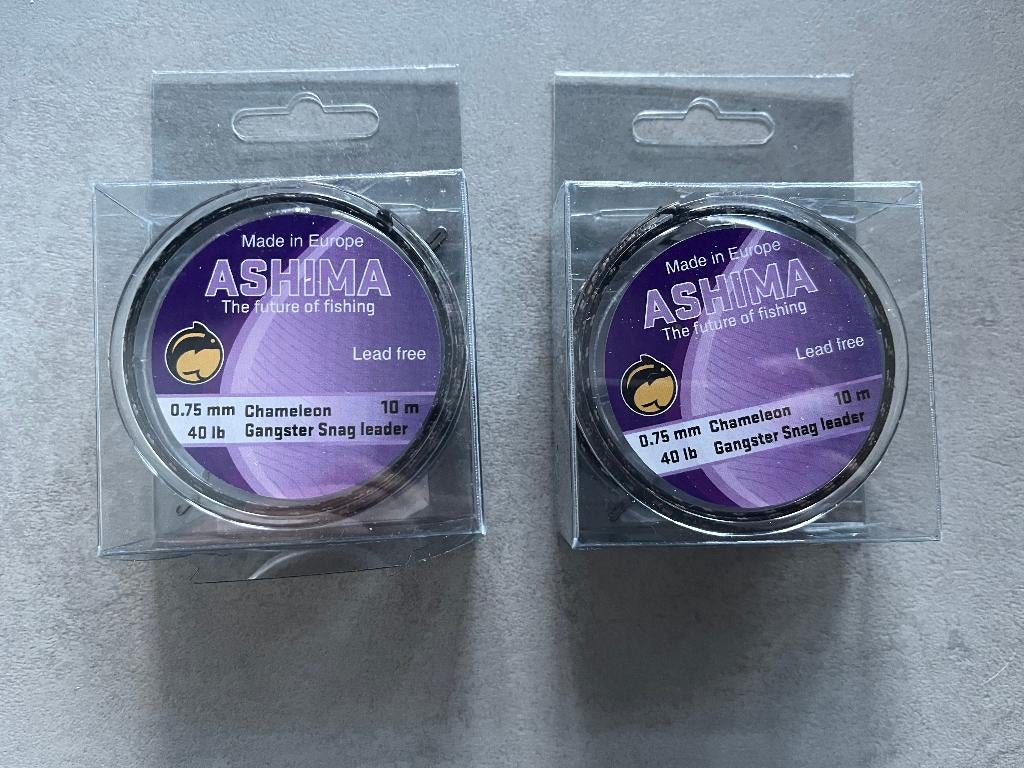 Made in Europe
ASHIMA
The future of fishing
Lead free
0.75 mm Chameleon 10 m
40 lb Gangster Snag leader
Made in Europe
ASHIMA
The future of fishing
Lead free
0.75 mm Chameleon 10 m
40 lb Gangster Snag leader